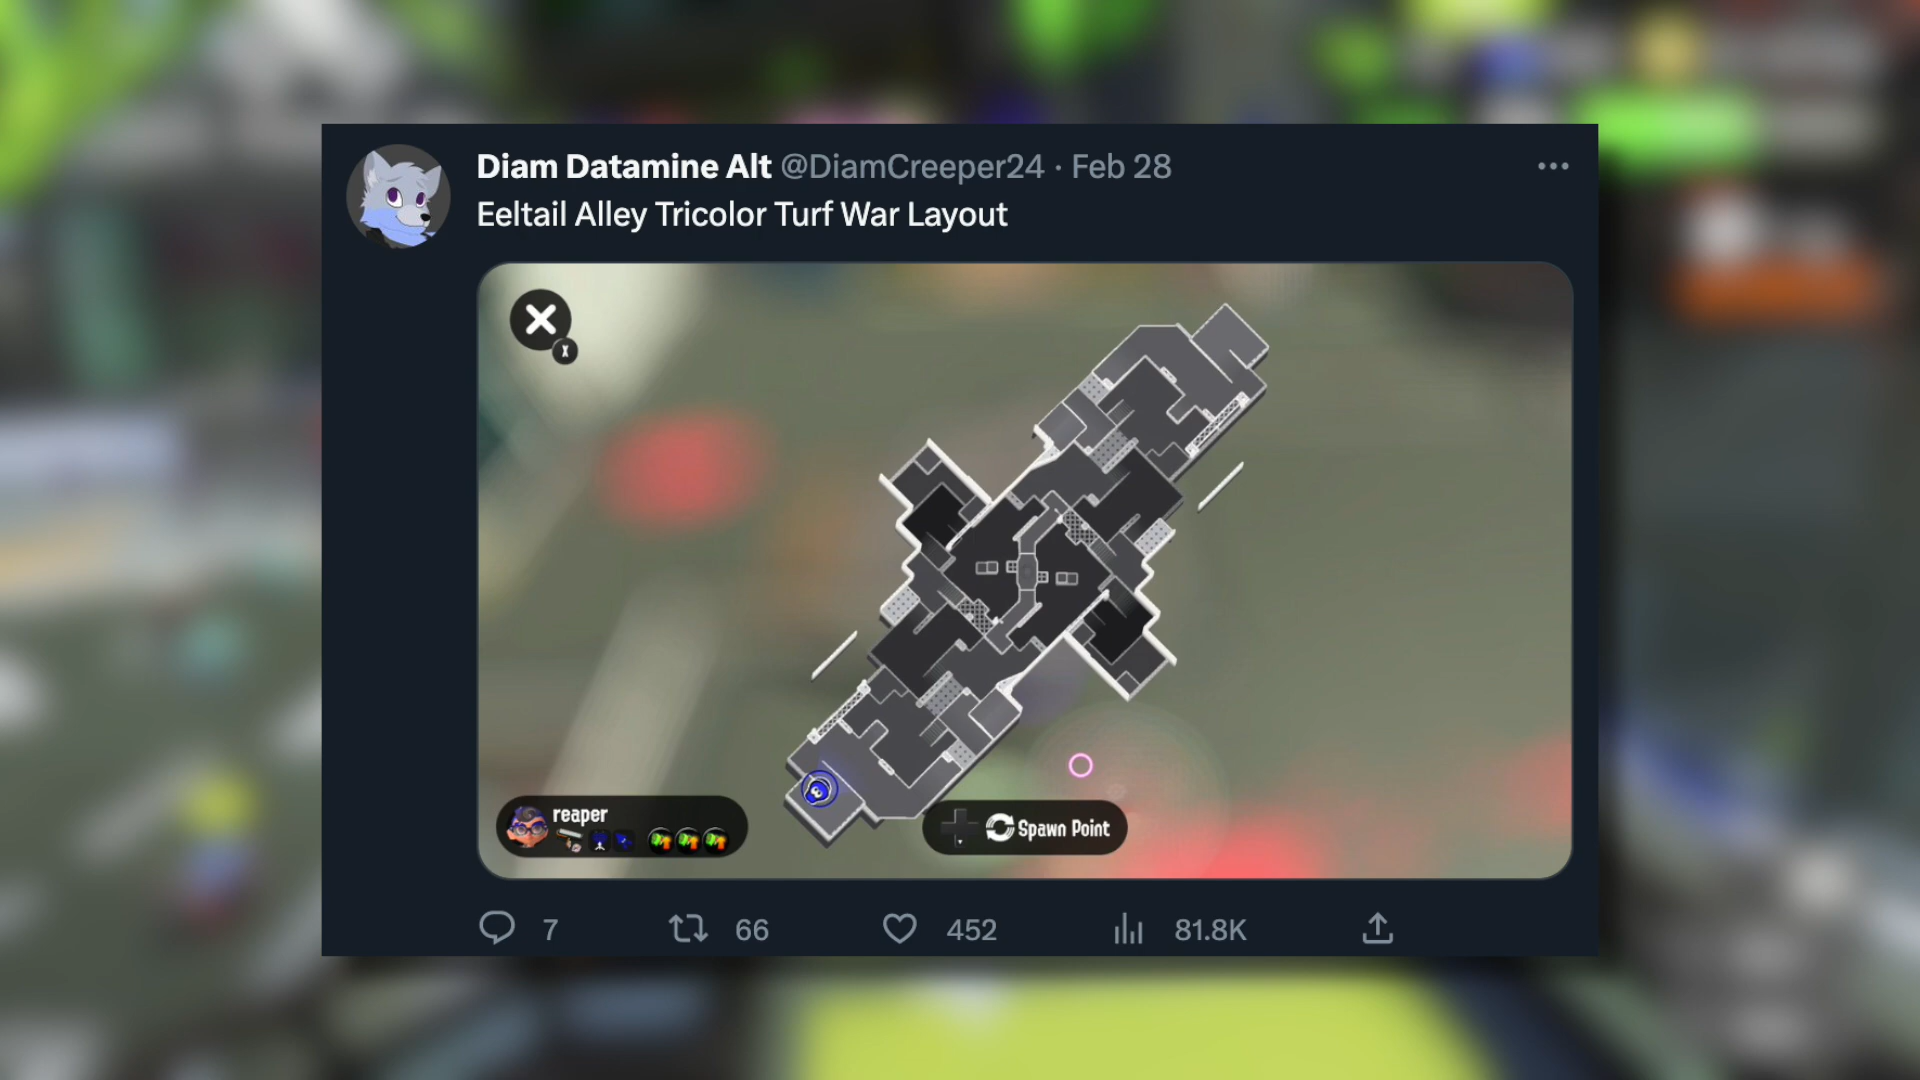 Diam Datamine Alt @DiamCreeper24 · Feb 28
Eeltail Alley Tricolor Turf War Layout
X
reaper
Spawn Point
7 66 452 81.8K